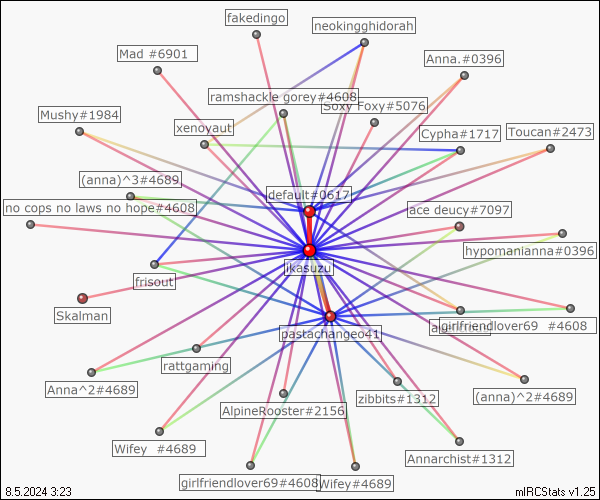 fakedingo
neokingghidorah
Mad #6901
Anna.#0396
ramshackle gorey#4608
Soxy Foxy#5076
Mushy#1984
xenoyaut
Cypha#1717
Toucan#2473
(anna)^3#4689
default#0617
no cops no laws no hope#4608
ace deucy#7097
hypomanianna#0396
ikasuzu
frisout
Skalman
girlfriendlover69 #4608
pastachangeo41
rattgaming
Anna^2#4689
zibbits#1312
(anna)^2#4689
AlpineRooster#2156
Wifey #4689
Annarchist#1312
girlfriendlover69#4608
Wifey#4689
8.5.2024 3:23
mIRCStats v1.25